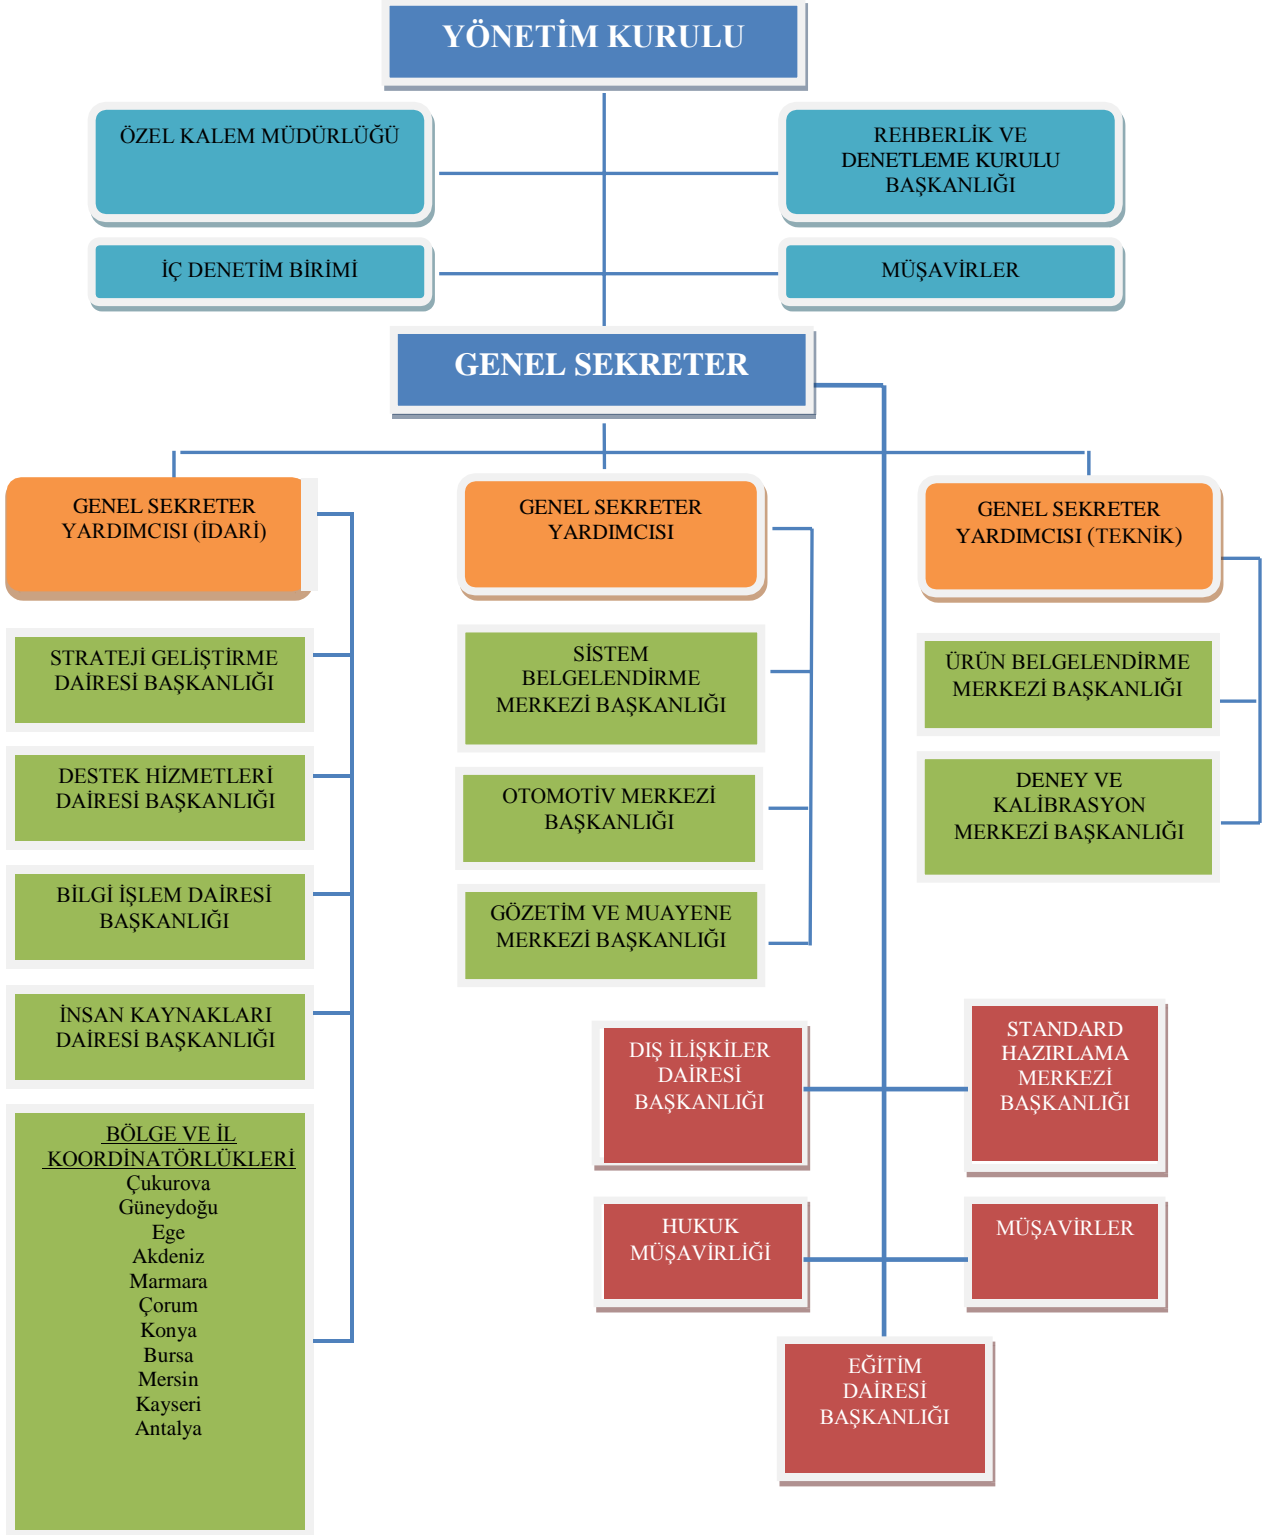 YÖNETİM KURULU
ÖZEL KALEM MÜDÜRLÜĞÜ
REHBERLİK VE
DENETLEME KURULU
BAŞKANLIĞI
İÇ DENETİM BİRİMİ
MÜŞAVİRLER
GENEL SEKRETER
GENEL SEKRETER
YARDIMCISI (İDARİ)
STRATEJİ GELİŞTİRME
DAİRESİ BAŞKANLIĞI
DESTEK HİZMETLERİ
DAİRESİ BAŞKANLIĞI
BİLGİ İŞLEM DAİRESİ
BAŞKANLIĞI
İNSAN KAYNAKLARI
DAİRESİ BAŞKANLIĞI
BÖLGE VE İL
KOORDİNATÖRLÜKLERİ
Çukurova
Güneydoğu
Ege
Akdeniz
Marmara
Çorum
Konya
Bursa
Mersin
Kayseri
Antalya
GENEL SEKRETER
YARDIMCISI
SİSTEM
BELGELENDİRME
MERKEZİ BAŞKANLIĞI
OTOMOTİV MERKEZİ
BAŞKANLIĞI
GÖZETİM VE MUAYENE
MERKEZİ BAŞKANLIĞI
GENEL SEKRETER
YARDIMCISI (TEKNİK)
ÜRÜN BELGELENDİRME
MERKEZİ BAŞKANLIĞI
DENEY VE
KALİBRASYON
MERKEZİ BAŞKANLIĞI
DIŞ İLİŞKİLER
DAİRESİ
BAŞKANLIĞI
STANDARD
HAZIRLAMA
MERKEZİ
BAŞKANLIĞI
HUKUK
MÜŞAVİRLİĞİ
MÜŞAVİRLER
EĞİTİM
DAİRESİ
BAŞKANLIĞI